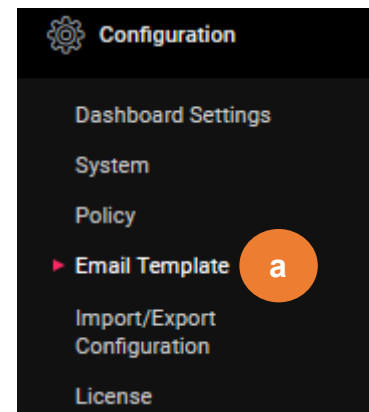 Configuration
Dashboard Settings
System
Policy
Email Template a
Import/Export
Configuration
License